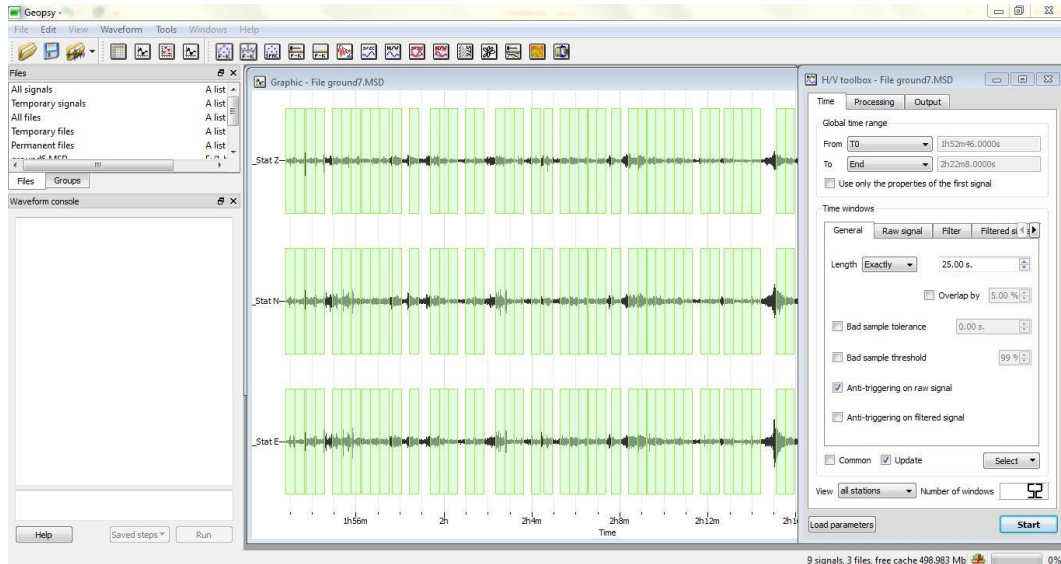 Geopsy -
File Edit View Waveform Tools Windows Help
Files
All signals A list
Temporary signals A list
All files A list
Temporary files A list
Permanent files A list
Files Groups
Waveform console
Help Saved steps Run
Graphic - File ground7.MSD
_Stat Z
_Stat N
_Stat E
1h56m 2h 2h4m 2h8m 2h12m
Time
H/V toolbox - File ground7.MSD
Time Processing Output
Global time range
From T0 1h52m46.0000s
To End 2h22m8.0000s
Use only the properties of the first signal
Time windows
General Raw signal Filter
Length Exactly 25.00 s.
Overlap by 5.00 %
Bad sample tolerance 0.00 s.
Bad sample threshold 99 %
Anti-triggering on raw signal
Anti-triggering on filtered signal
Common Update Select
View all stations Number of windows 52
Load parameters Start
9 signals, 3 files, free cache 498.983 Mb 0%